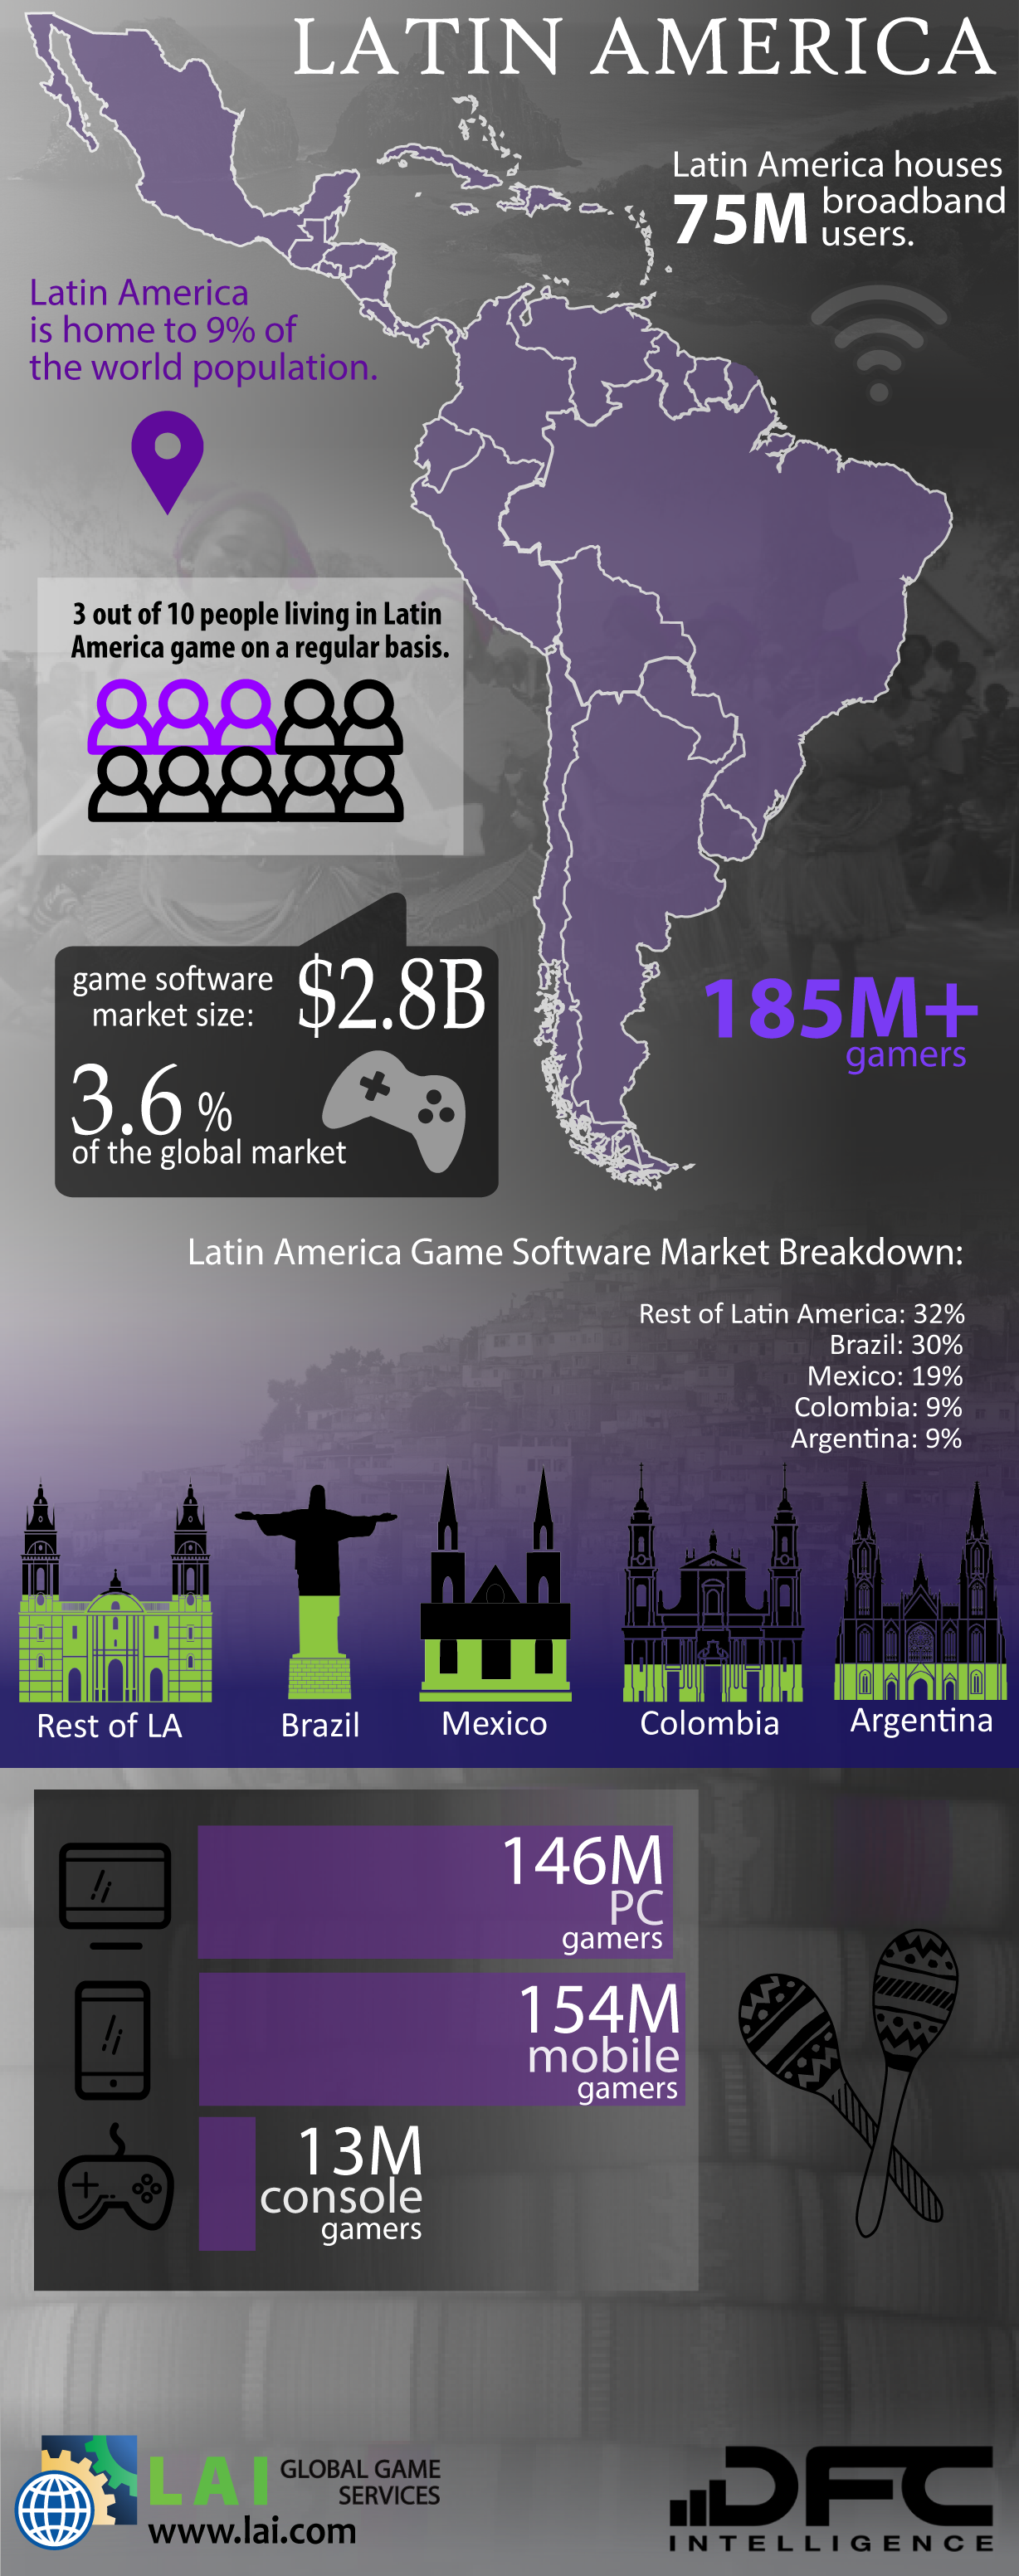 LATIN AMERICA
Latin America houses
75M broadband
users.
Latin America
is home to 9% of
the world population.
3 out of 10 people living in Latin
America game on a regular basis.
game software
market size:
$2.8B
3.6 %
of the global market
185M+
gamers
Latin America Game Software Market Breakdown:
Rest of Latin America: 32%
Brazil: 30%
Mexico: 19%
Colombia: 9%
Argentina: 9%
Rest of LA
Brazil
Mexico
Colombia
Argentina
146M
PC
gamers
154M
mobile
gamers
13M
console
gamers
LAI GLOBAL GAME
SERVICES
www.lai.com
DFC
INTELLIGENCE